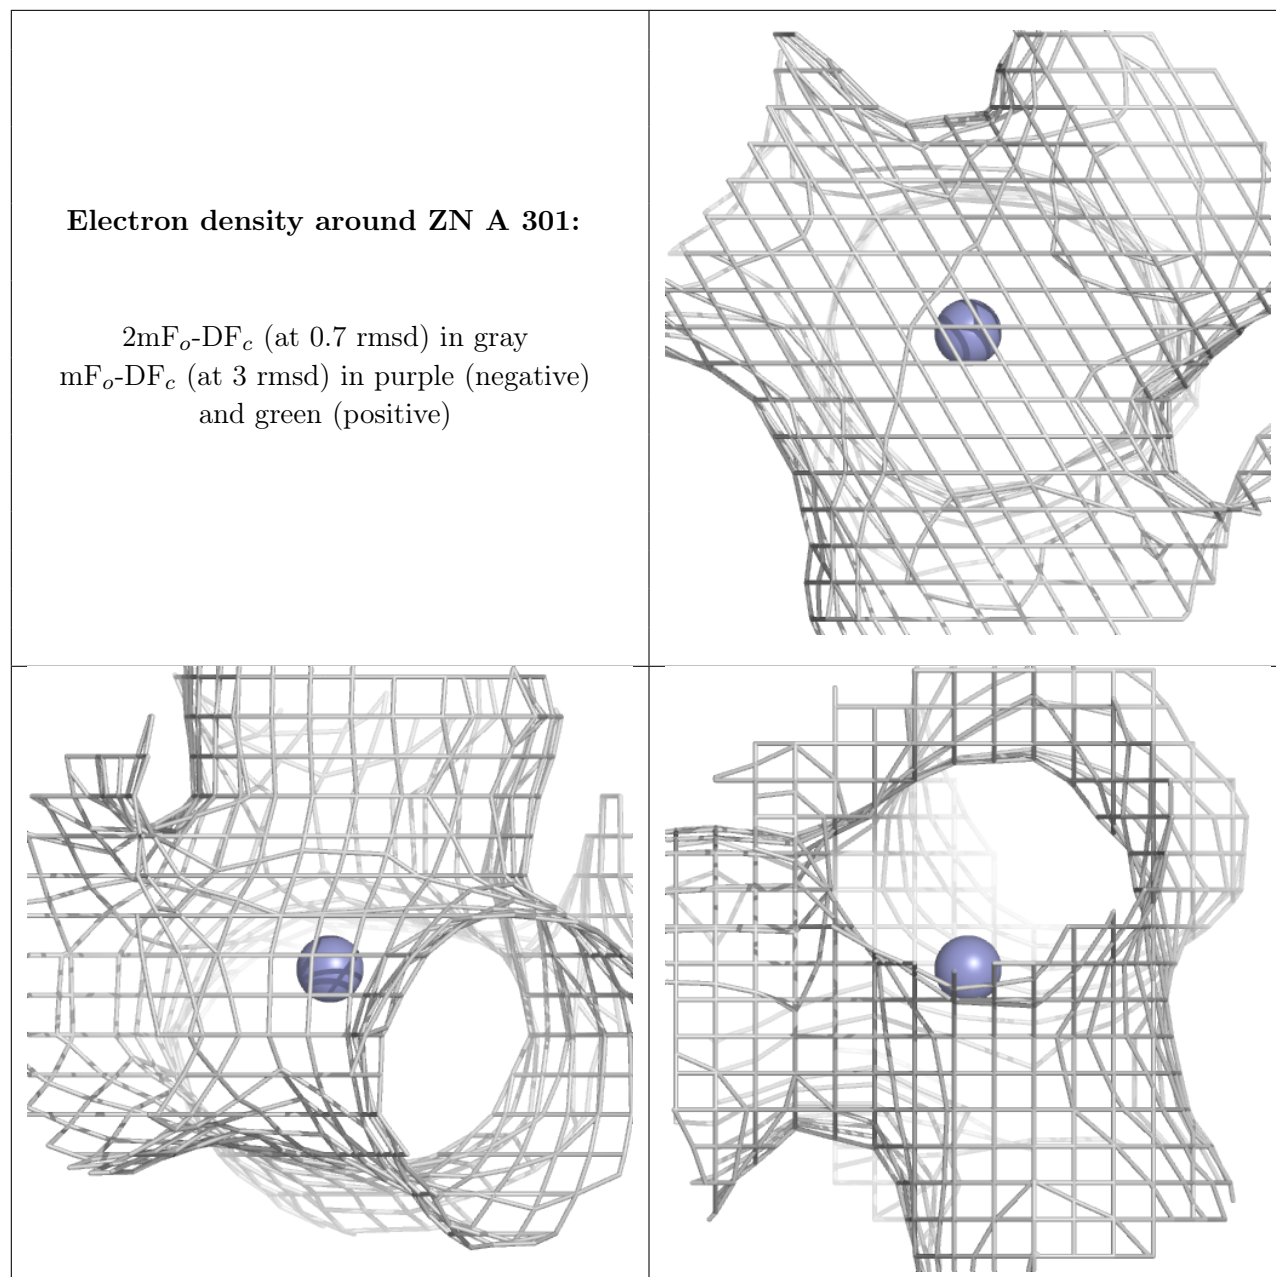 Electron density around ZN A 301:
2mFo-DFc (at 0.7 rmsd) in gray
mFo-DFc (at 3 rmsd) in purple (negative)
and green (positive)